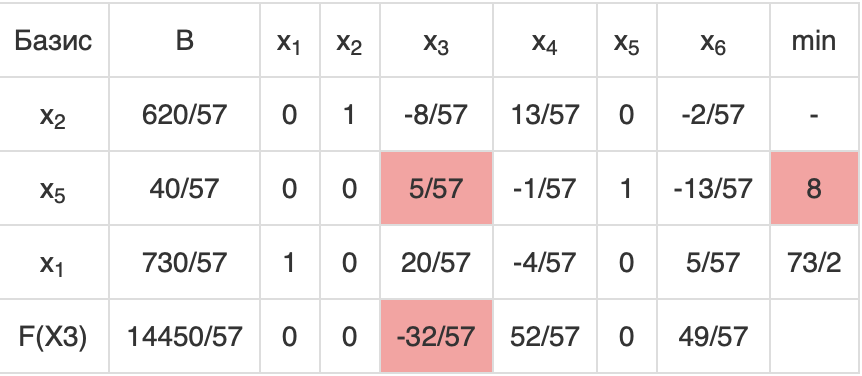 Базис B x₁ x₂ x₃ x₄ x₅ x₆ min
x₂ 620/57 0 1 -8/57 13/57 0 -2/57 -
x₅ 40/57 0 0 5/57 -1/57 1 -13/57 8
x₁ 730/57 1 0 20/57 -4/57 0 5/57 73/2
F(X3) 14450/57 0 0 -32/57 52/57 0 49/57